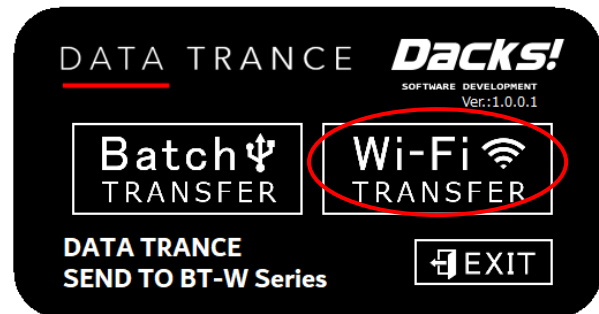 DATA TRANCE
Dacks!
SOFTWARE DEVELOPMENT
Ver.:1.0.0.1
Batch
TRANSFER
Wi-Fi
TRANSFER
DATA TRANCE
SEND TO BT-W Series
EXIT